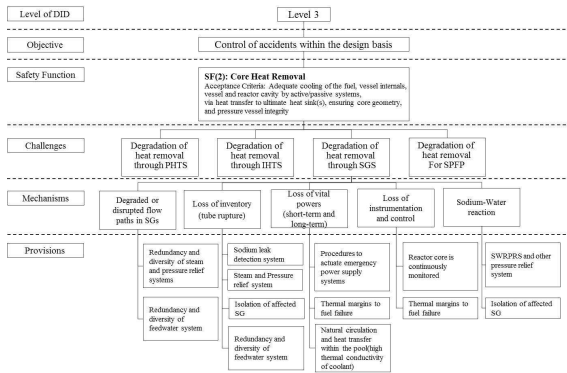 Level of DID
Level 3
Objective
Control of accidents within the design basis
Safety Function
SF(2): Core Heat Removal
Acceptance Criteria: Adequate cooling of the fuel, vessel internals,
vessel and reactor cavity by active/passive systems,
via heat transfer to ultimate heat sink(s), ensuring core geometry,
and pressure vessel integrity
Challenges
Degradation of
heat removal
through PHTS
Degradation of
heat removal
through IHTS
Degradation of
heat removal
through SGS
Degradation of
heat removal
For SPFP
Mechanisms
Degraded or
disrupted flow
paths in SGs
Loss of inventory
(tube rupture)
Loss of vital
powers
(short-term and
long-term)
Loss of
instrumentation
and control
Sodium-Water
reaction
Provisions
Redundancy and
diversity of steam
and pressure relief
systems
Redundancy and
diversity of
feedwater system
Sodium leak
detection system
Steam and Pressure
relief system
Isolation of affected
SG
Redundancy and
diversity of
feedwater system
Procedures to
actuate emergency
power supply
systems
Thermal margins to
fuel failure
Natural circulation
and heat transfer
within the pool(high
thermal conductivity
of coolant)
Reactor core is
continuously
monitored
Thermal margins to
fuel failure
SWRPRS and other
pressure relief
system
Isolation of affected
SG